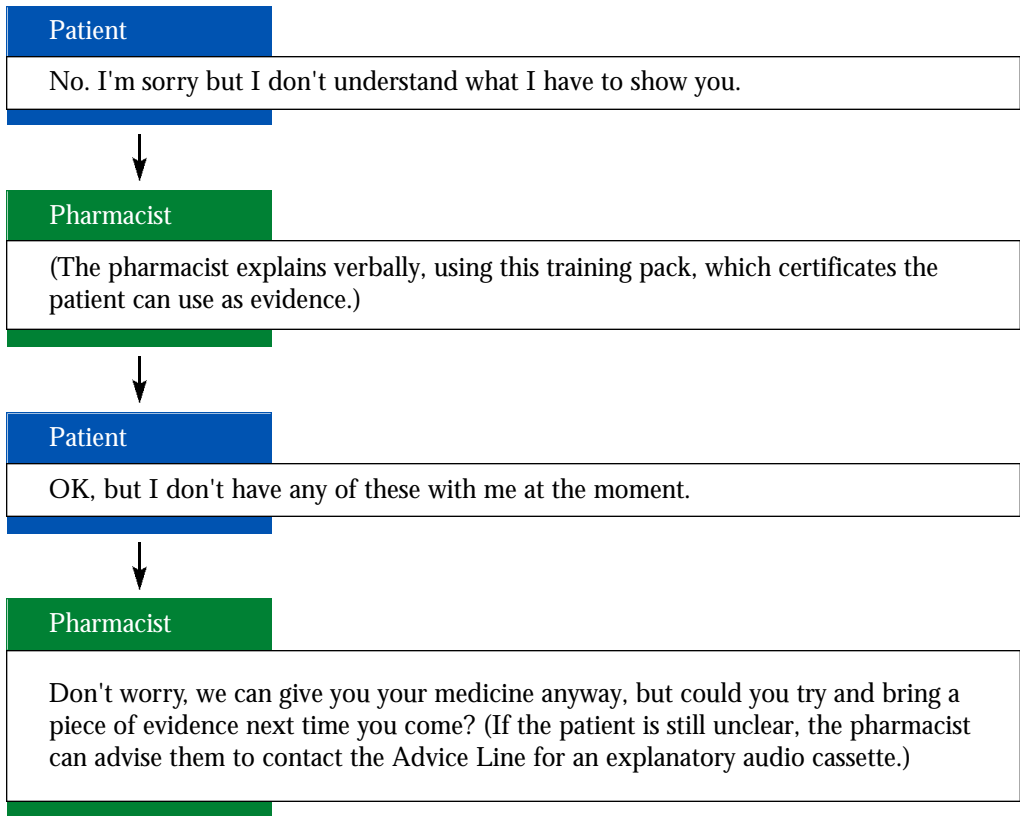 Patient
No. I'm sorry but I don't understand what I have to show you.
Pharmacist
(The pharmacist explains verbally, using this training pack, which certificates the
patient can use as evidence.)
Patient
OK, but I don't have any of these with me at the moment.
Pharmacist
Don't worry, we can give you your medicine anyway, but could you try and bring a
piece of evidence next time you come? (If the patient is still unclear, the pharmacist
can advise them to contact the Advice Line for an explanatory audio cassette.)